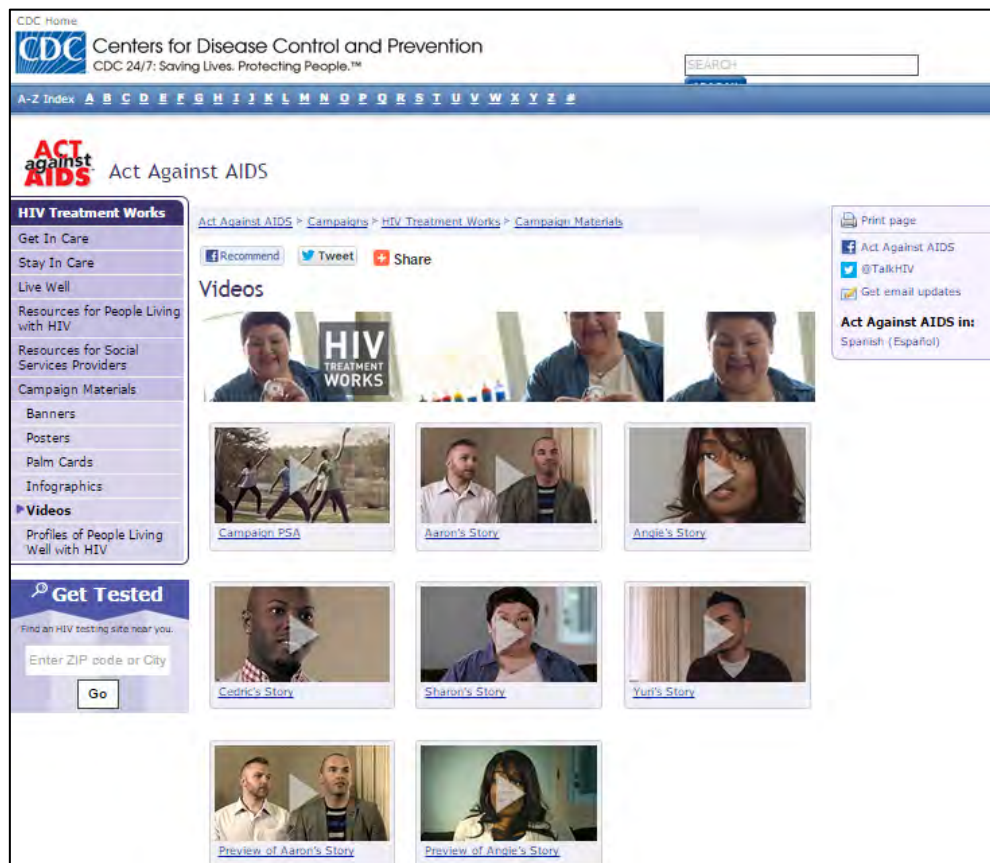 CDC Home
CDC
Centers for Disease Control and Prevention
CDC 24/7: Saving Lives. Protecting People.™
SEARCH
A-Z Index A B C D E F G H I J K L M N O P Q R S T U V W X Y Z #
ACT
against
AIDS
Act Against AIDS
HIV Treatment Works
Get In Care
Stay In Care
Live Well
Resources for People Living
with HIV
Resources for Social
Services Providers
Campaign Materials
Banners
Posters
Palm Cards
Infographics
Videos
Profiles of People Living
Well with HIV
Get Tested
Find an HIV testing site near you.
Enter ZIP code or City
Go
Act Against AIDS > Campaigns > HIV Treatment Works > Campaign Materials
Recommend
Tweet
Share
Videos
HIV
TREATMENT
WORKS
Campaign PSA
Aaron's Story
Angie's Story
Cedric's Story
Sharon's Story
Yuri's Story
Preview of Aaron's Story
Preview of Angie's Story
Print page
Act Against AIDS
@TalkHIV
Get email updates
Act Against AIDS in:
Spanish (Español)